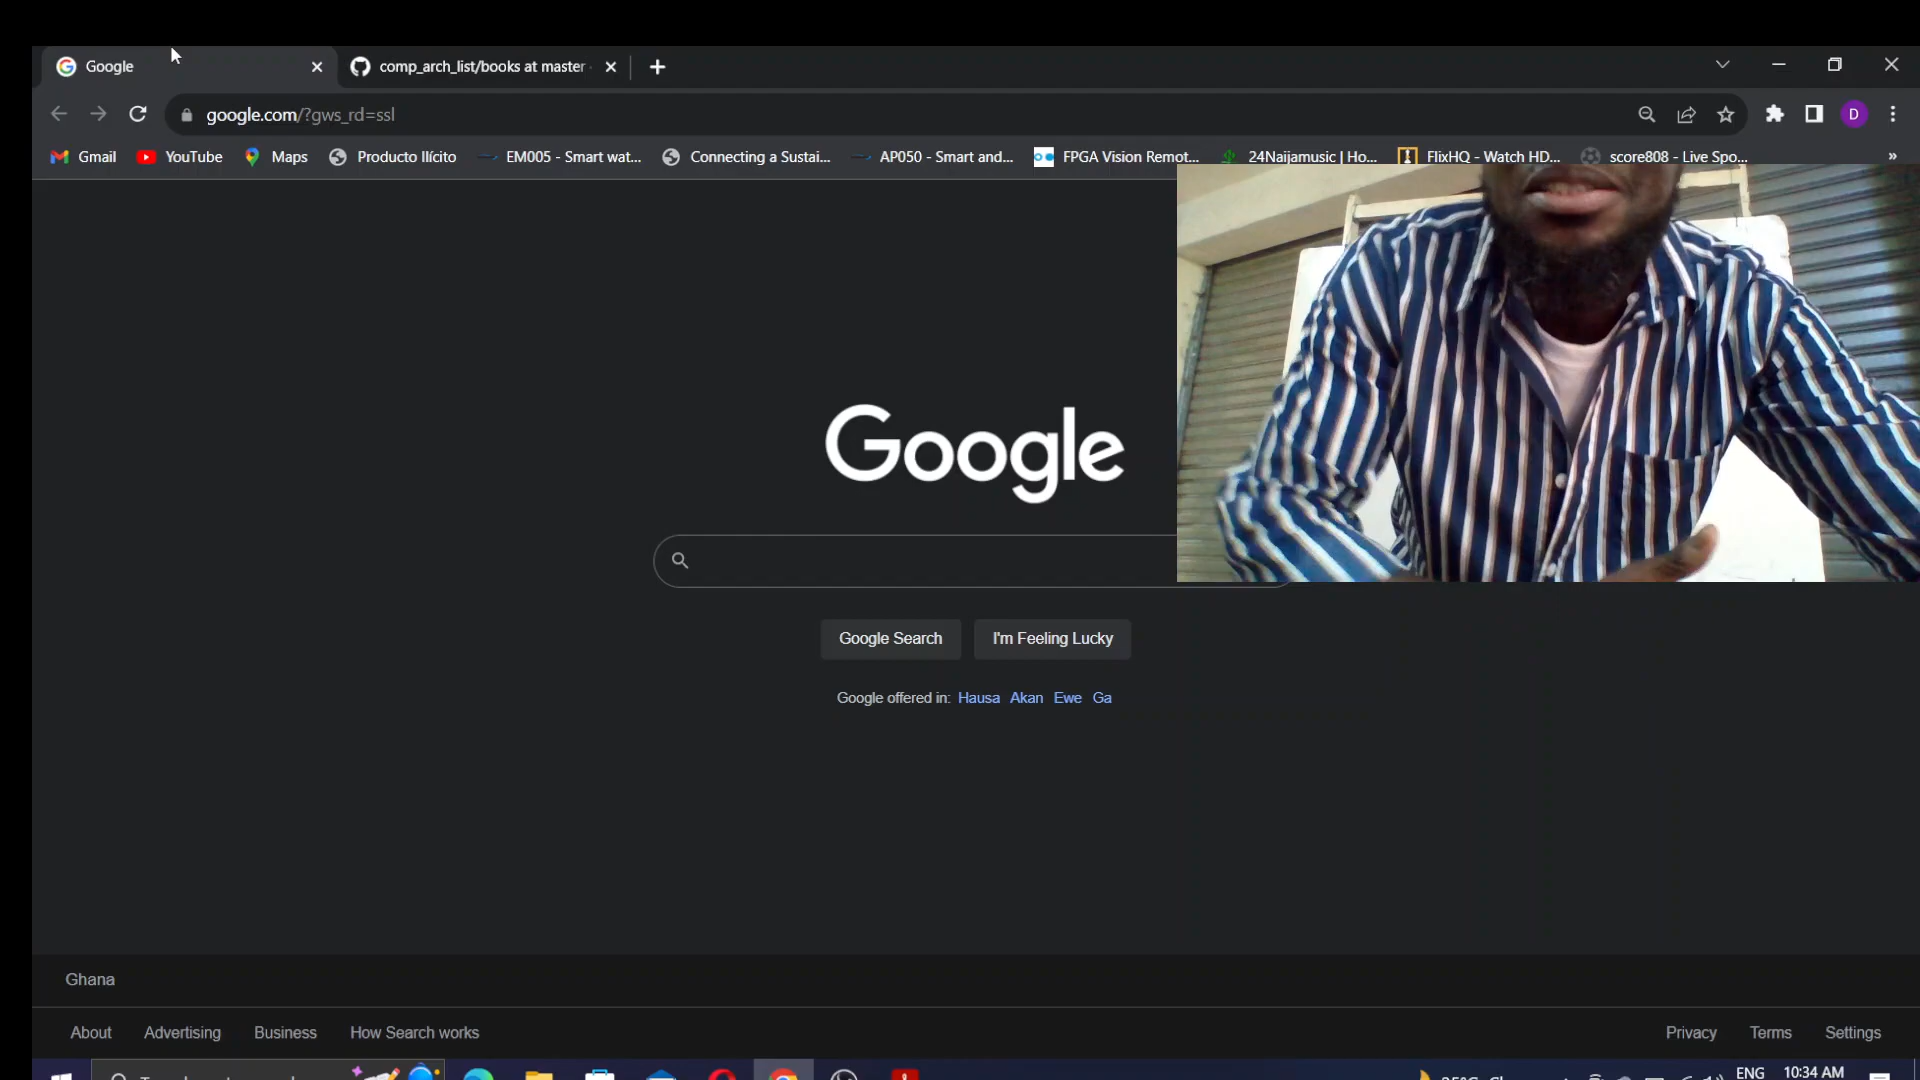 Google
comp_arch_list/books at master
google.com/?gws_rd=ssl
D
Gmail YouTube Maps Producto Ilícito EM005 - Smart wat... Connecting a Sustai... AP050 - Smart and... FPGA Vision Remot... 24Naijamusic | Ho... FlixHQ - Watch HD... score808 - Live Spo... »
Google
Google Search I'm Feeling Lucky
Google offered in: Hausa Akan Ewe Ga
Ghana
About Advertising Business How Search works Privacy Terms Settings
ENG 10:34 AM